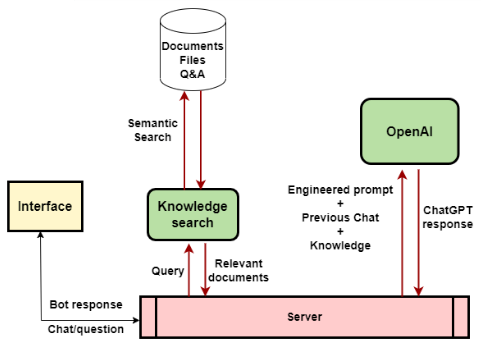 Documents
Files
Q&A
Semantic
Search
OpenAI
Interface
Knowledge
search
Engineered prompt
+
Previous Chat
+
Knowledge
ChatGPT
response
Query
Relevant
documents
Bot response
Chat/question
Server